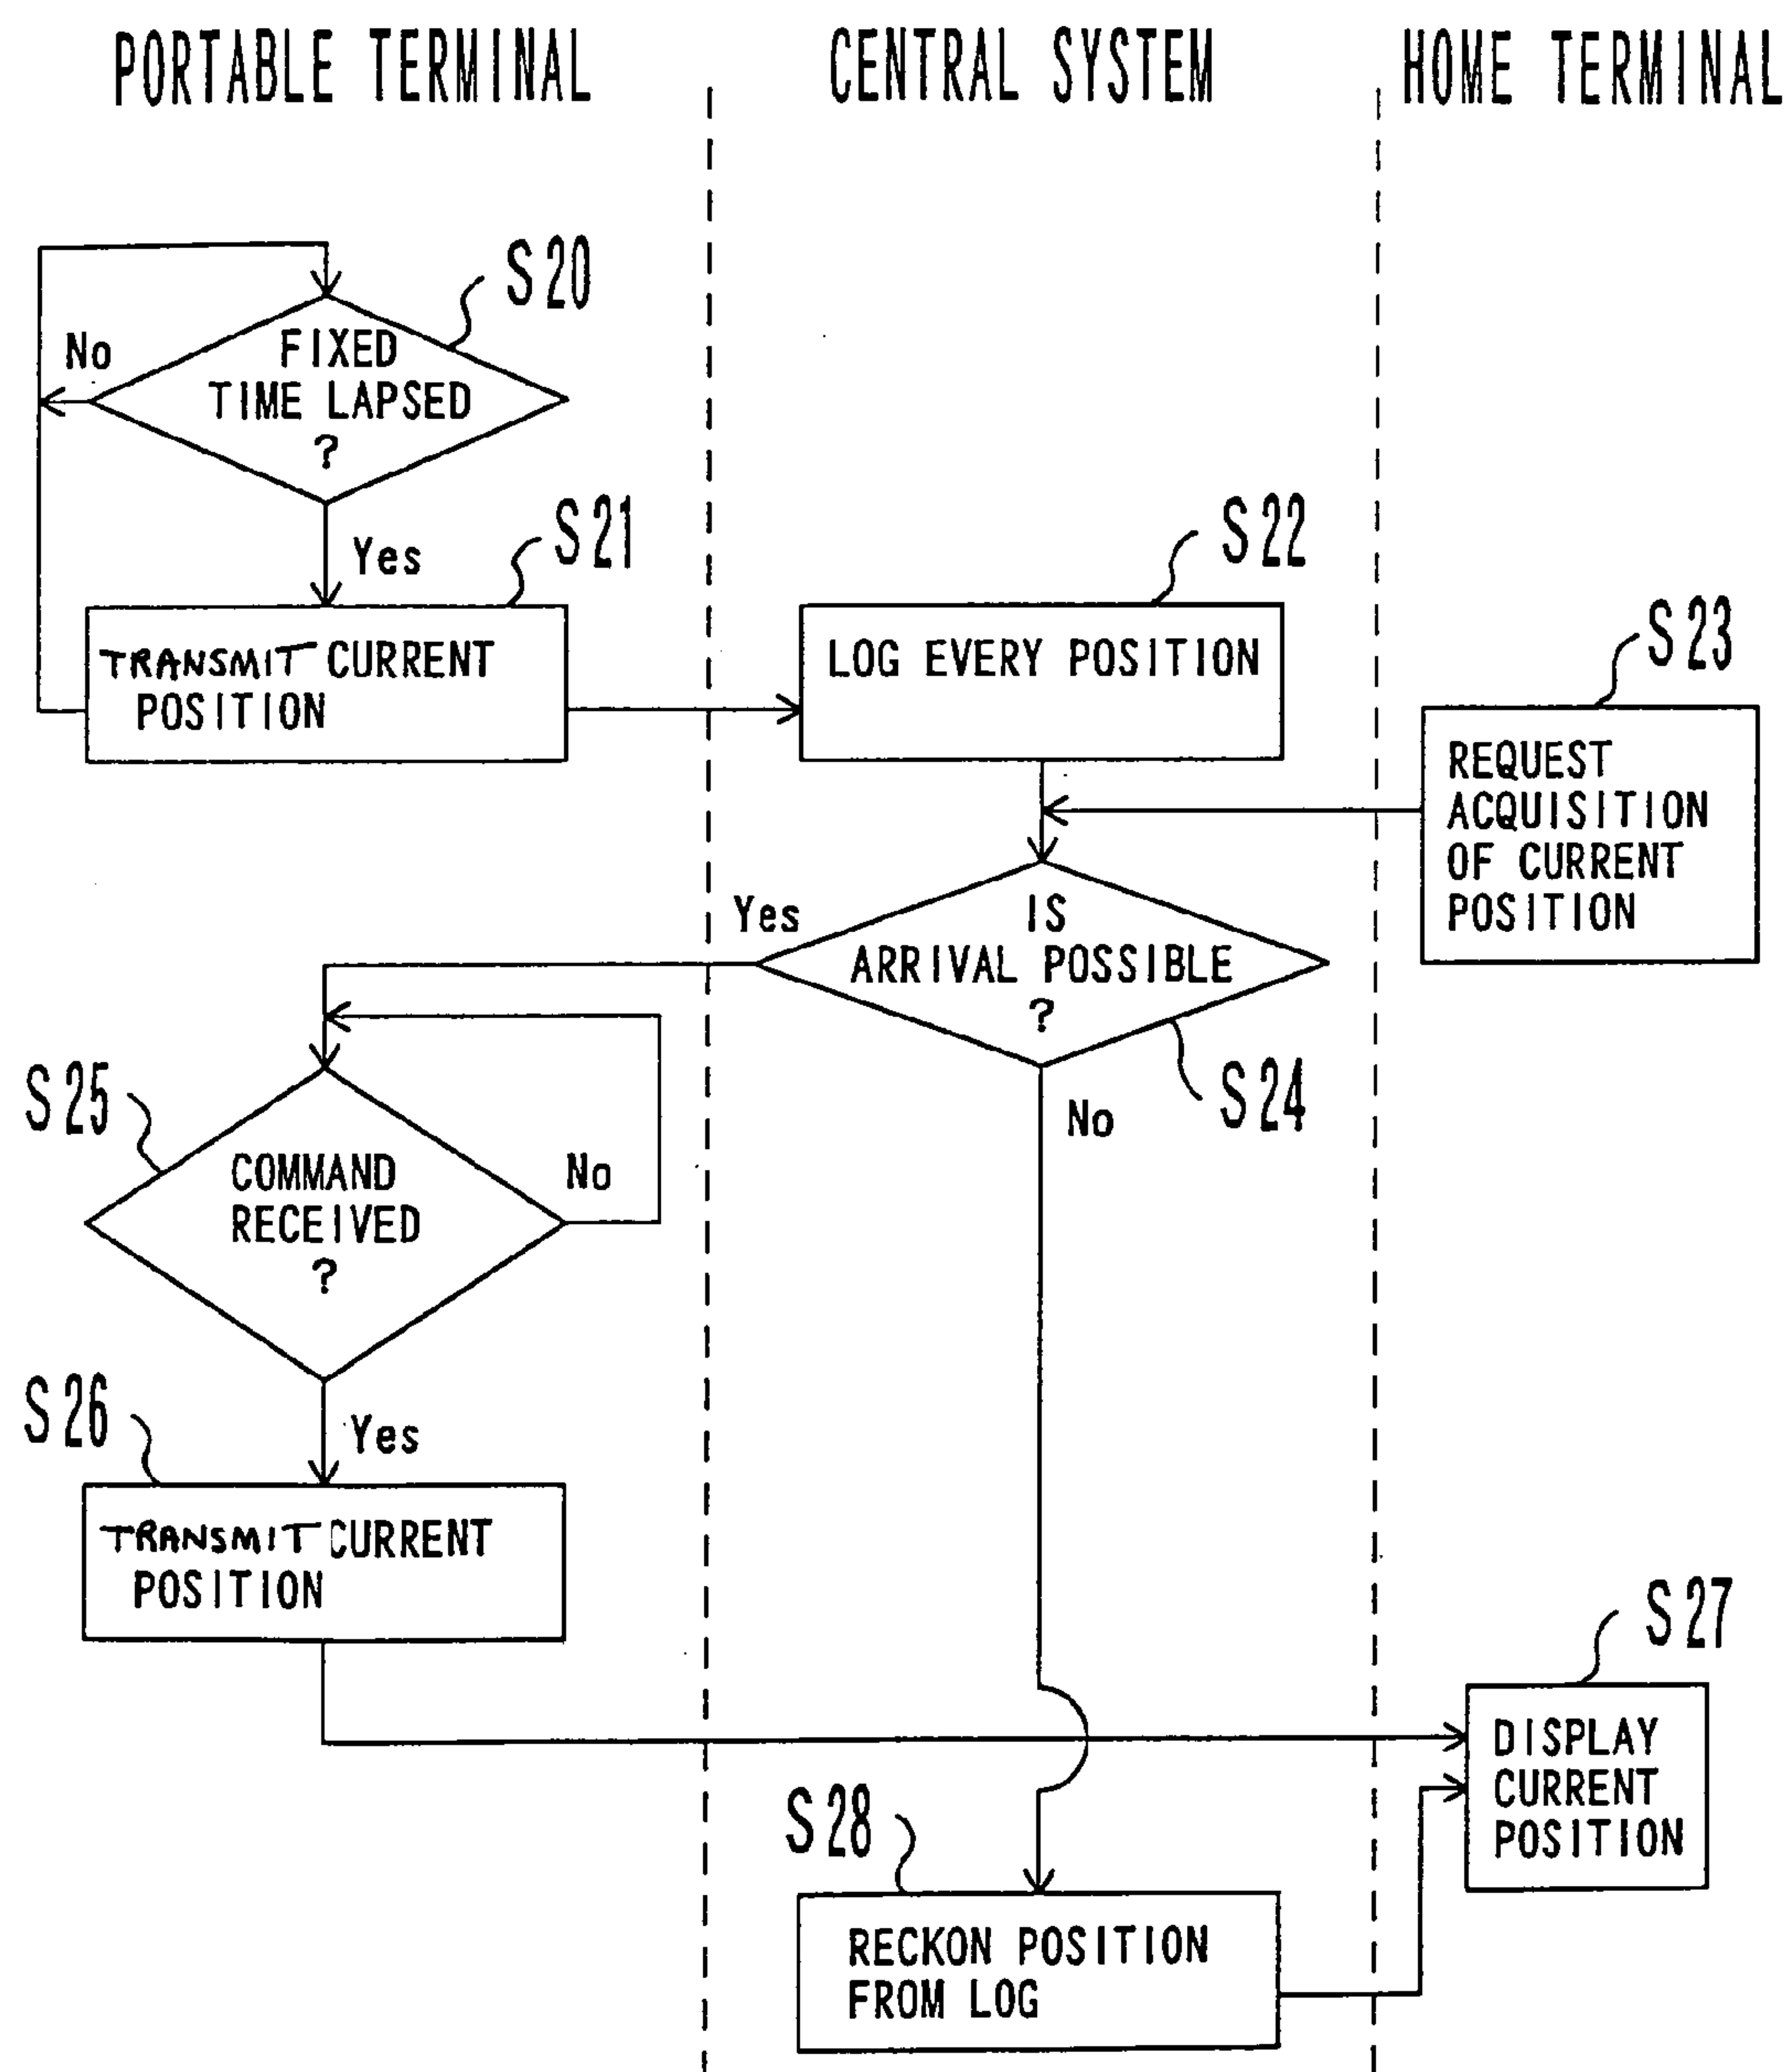 PORTABLE TERMINAL
CENTRAL SYSTEM
HOME TERMINAL
S20
No
FIXED
TIME LAPSED
?
Yes
S21
TRANSMIT CURRENT
POSITION
S22
LOG EVERY POSITION
S23
REQUEST
ACQUISITION
OF CURRENT
POSITION
Yes
IS
ARRIVAL POSSIBLE
?
S24
No
S25
COMMAND
RECEIVED
?
No
S26
Yes
TRANSMIT CURRENT
POSITION
S27
DISPLAY
CURRENT
POSITION
S28
RECKON POSITION
FROM LOG